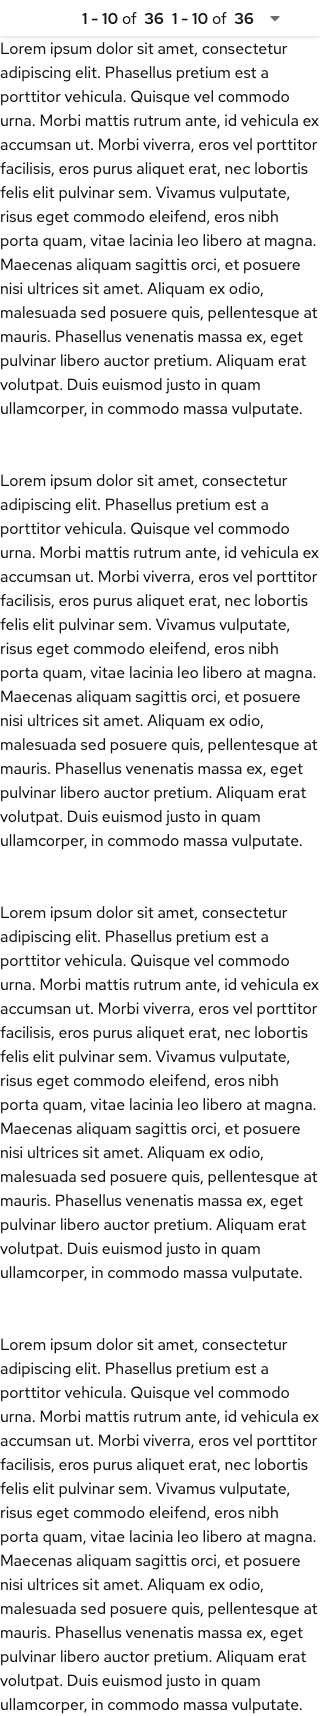 1 - 10 of 36 1 - 10 of 36
Lorem ipsum dolor sit amet, consectetur
adipiscing elit. Phasellus pretium est a
porttitor vehicula. Quisque vel commodo
urna. Morbi mattis rutrum ante, id vehicula ex
accumsan ut. Morbi viverra, eros vel porttitor
facilisis, eros purus aliquet erat, nec lobortis
felis elit pulvinar sem. Vivamus vulputate,
risus eget commodo eleifend, eros nibh
porta quam, vitae lacinia leo libero at magna.
Maecenas aliquam sagittis orci, et posuere
nisi ultrices sit amet. Aliquam ex odio,
malesuada sed posuere quis, pellentesque at
mauris. Phasellus venenatis massa ex, eget
pulvinar libero auctor pretium. Aliquam erat
volutpat. Duis euismod justo in quam
ullamcorper, in commodo massa vulputate.
Lorem ipsum dolor sit amet, consectetur
adipiscing elit. Phasellus pretium est a
porttitor vehicula. Quisque vel commodo
urna. Morbi mattis rutrum ante, id vehicula ex
accumsan ut. Morbi viverra, eros vel porttitor
facilisis, eros purus aliquet erat, nec lobortis
felis elit pulvinar sem. Vivamus vulputate,
risus eget commodo eleifend, eros nibh
porta quam, vitae lacinia leo libero at magna.
Maecenas aliquam sagittis orci, et posuere
nisi ultrices sit amet. Aliquam ex odio,
malesuada sed posuere quis, pellentesque at
mauris. Phasellus venenatis massa ex, eget
pulvinar libero auctor pretium. Aliquam erat
volutpat. Duis euismod justo in quam
ullamcorper, in commodo massa vulputate.
Lorem ipsum dolor sit amet, consectetur
adipiscing elit. Phasellus pretium est a
porttitor vehicula. Quisque vel commodo
urna. Morbi mattis rutrum ante, id vehicula ex
accumsan ut. Morbi viverra, eros vel porttitor
facilisis, eros purus aliquet erat, nec lobortis
felis elit pulvinar sem. Vivamus vulputate,
risus eget commodo eleifend, eros nibh
porta quam, vitae lacinia leo libero at magna.
Maecenas aliquam sagittis orci, et posuere
nisi ultrices sit amet. Aliquam ex odio,
malesuada sed posuere quis, pellentesque at
mauris. Phasellus venenatis massa ex, eget
pulvinar libero auctor pretium. Aliquam erat
volutpat. Duis euismod justo in quam
ullamcorper, in commodo massa vulputate.
Lorem ipsum dolor sit amet, consectetur
adipiscing elit. Phasellus pretium est a
porttitor vehicula. Quisque vel commodo
urna. Morbi mattis rutrum ante, id vehicula ex
accumsan ut. Morbi viverra, eros vel porttitor
facilisis, eros purus aliquet erat, nec lobortis
felis elit pulvinar sem. Vivamus vulputate,
risus eget commodo eleifend, eros nibh
porta quam, vitae lacinia leo libero at magna.
Maecenas aliquam sagittis orci, et posuere
nisi ultrices sit amet. Aliquam ex odio,
malesuada sed posuere quis, pellentesque at
mauris. Phasellus venenatis massa ex, eget
pulvinar libero auctor pretium. Aliquam erat
volutpat. Duis euismod justo in quam
ullamcorper, in commodo massa vulputate.